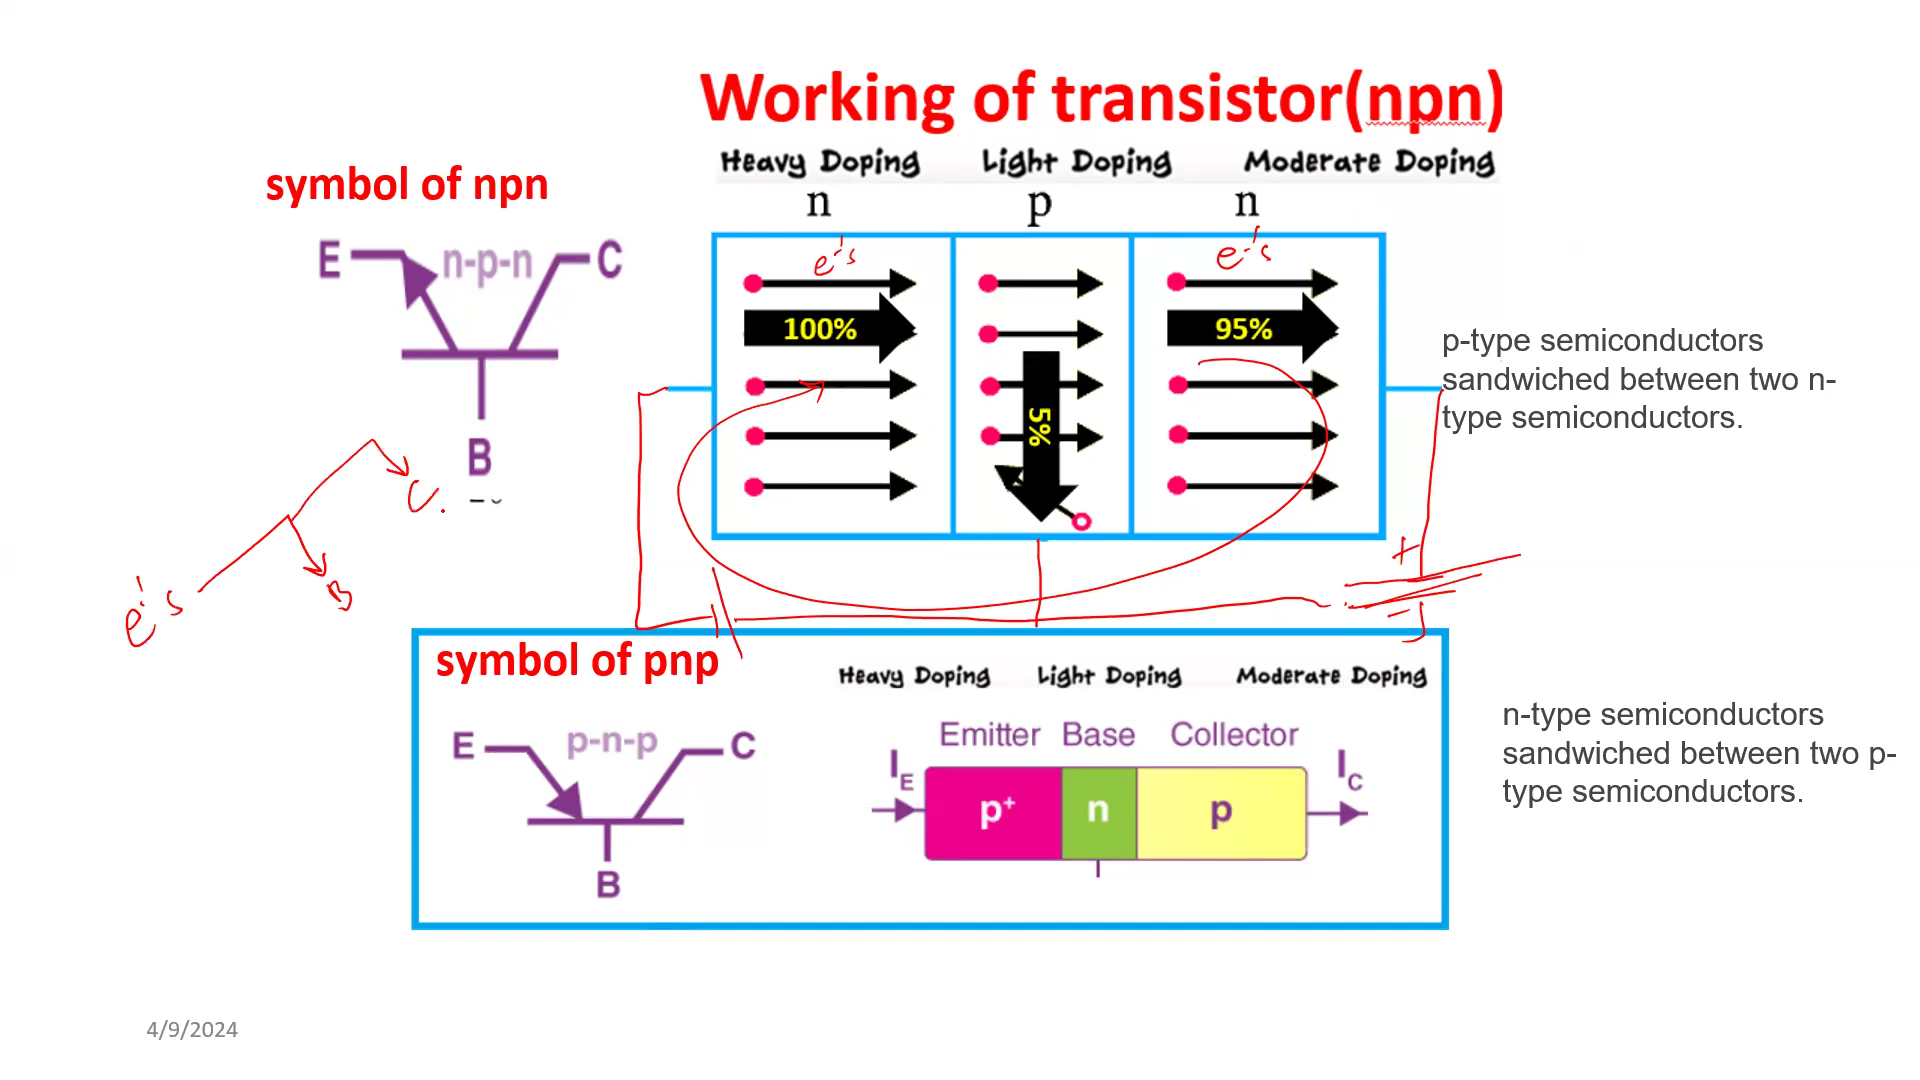 Working of transistor(npn)
symbol of npn
Heavy Doping Light Doping Moderate Doping
n p n
E n-p-n C
B
e-'s e-'s
100% 95%
5%
p-type semiconductors
sandwiched between two n-
type semiconductors.
C.
B
e-'s
+
-
symbol of pnp
Heavy Doping Light Doping Moderate Doping
E p-n-p C
B
Emitter Base Collector
IE IC
p+ n p
n-type semiconductors
sandwiched between two p-
type semiconductors.
4/9/2024